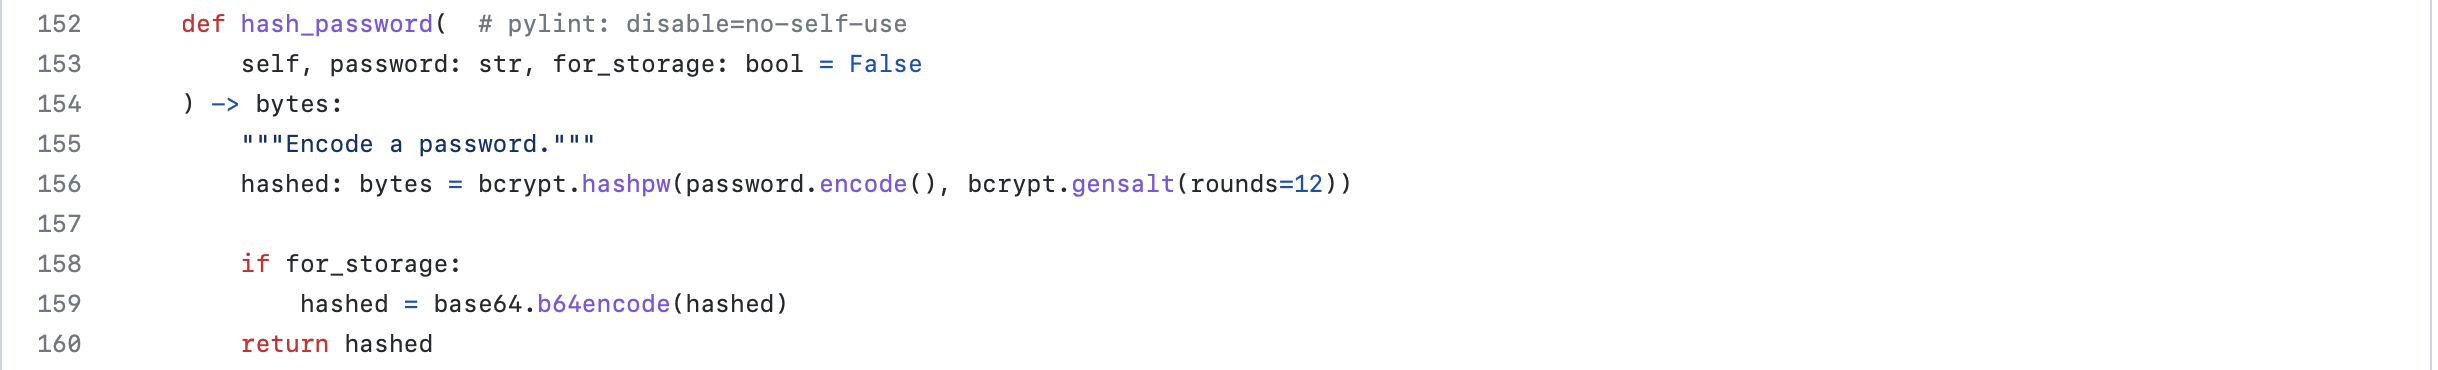 152 def hash_password(  # pylint: disable=no-self-use
153     self, password: str, for_storage: bool = False
154 ) -> bytes:
155     """Encode a password."""
156     hashed: bytes = bcrypt.hashpw(password.encode(), bcrypt.gensalt(rounds=12))
157
158     if for_storage:
159         hashed = base64.b64encode(hashed)
160     return hashed